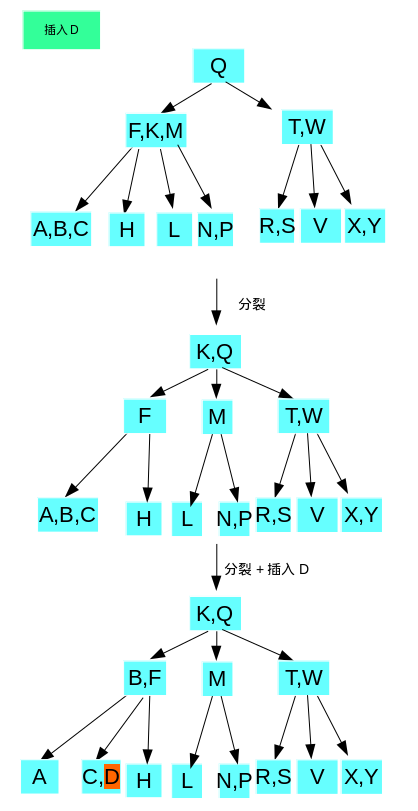 插入 D
Q
F,K,M
T,W
A,B,C
H
L
N,P
R,S
V
X,Y
分裂
K,Q
F
M
T,W
A,B,C
H
L
N,P
R,S
V
X,Y
分裂 + 插入 D
K,Q
B,F
M
T,W
A
C,D
H
L
N,P
R,S
V
X,Y